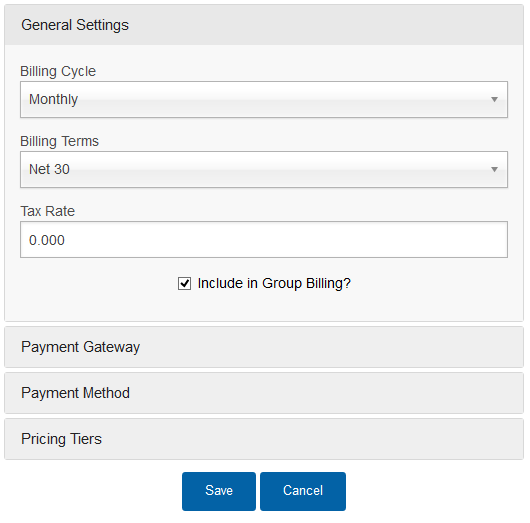 General Settings
Billing Cycle
Monthly
Billing Terms
Net 30
Tax Rate
0.000
Include in Group Billing?
Payment Gateway
Payment Method
Pricing Tiers
Save Cancel